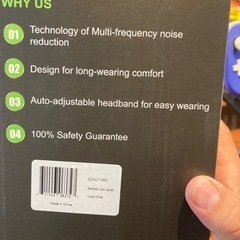 WHY US
01 Technology of Multi-frequency noise
reduction
02 Design for long-wearing comfort
03 Auto-adjustable headband for easy wearing
04 100% Safety Guarantee
Made in China